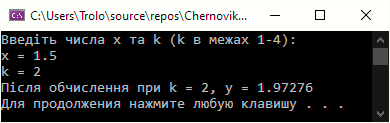 C:\Users\Trolo\source\repos\Chernovik...
Введіть числа x та k (k в межах 1-4):
x = 1.5
k = 2
Після обчислення при k = 2, y = 1.97276
Для продолжения нажмите любую клавишу . . .